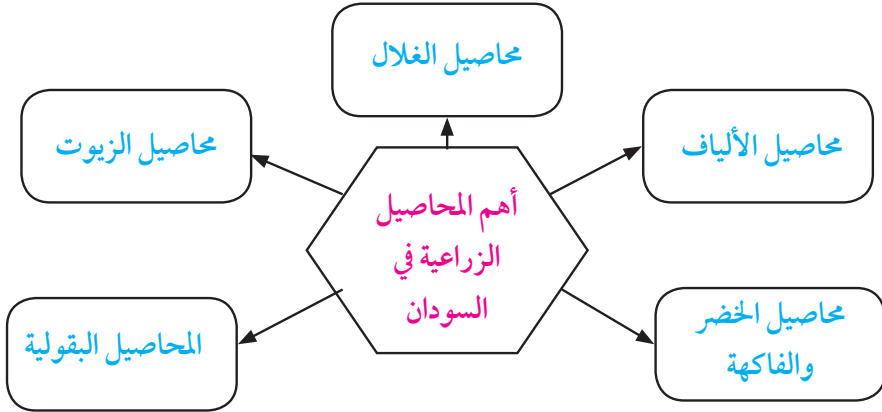 محاصيل الغلال
محاصيل الألياف
محاصيل الزيوت
أهم المحاصيل
الزراعية في
السودان
محاصيل الخضر
والفاكهة
المحاصيل البقولية